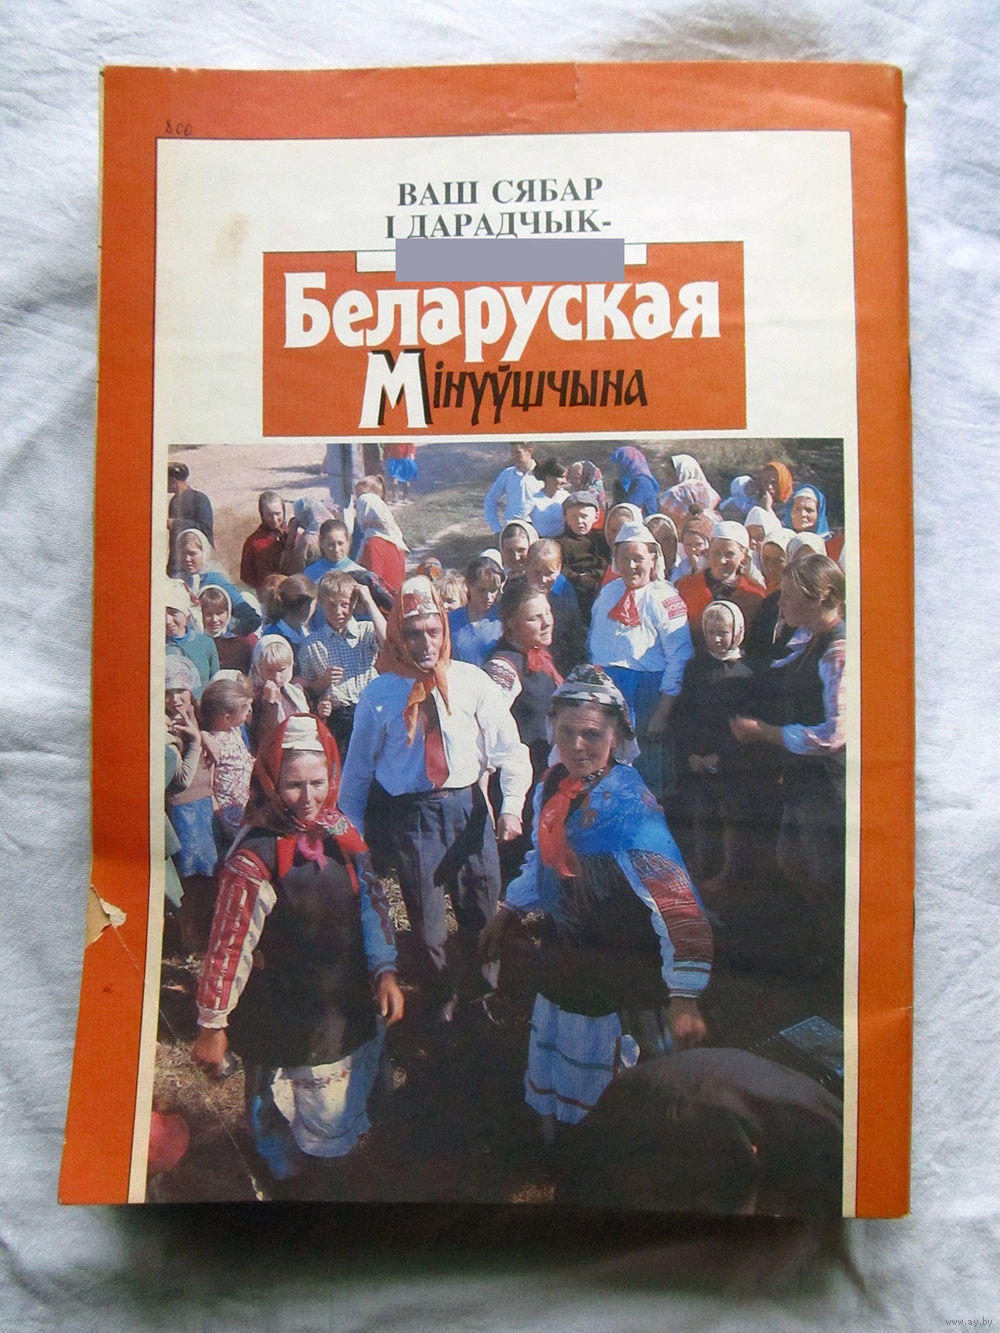 800
ВАШ СЯБАР
І ДАРАДЧЫК-
Беларуская
Мінуўшчына
www.ay.by